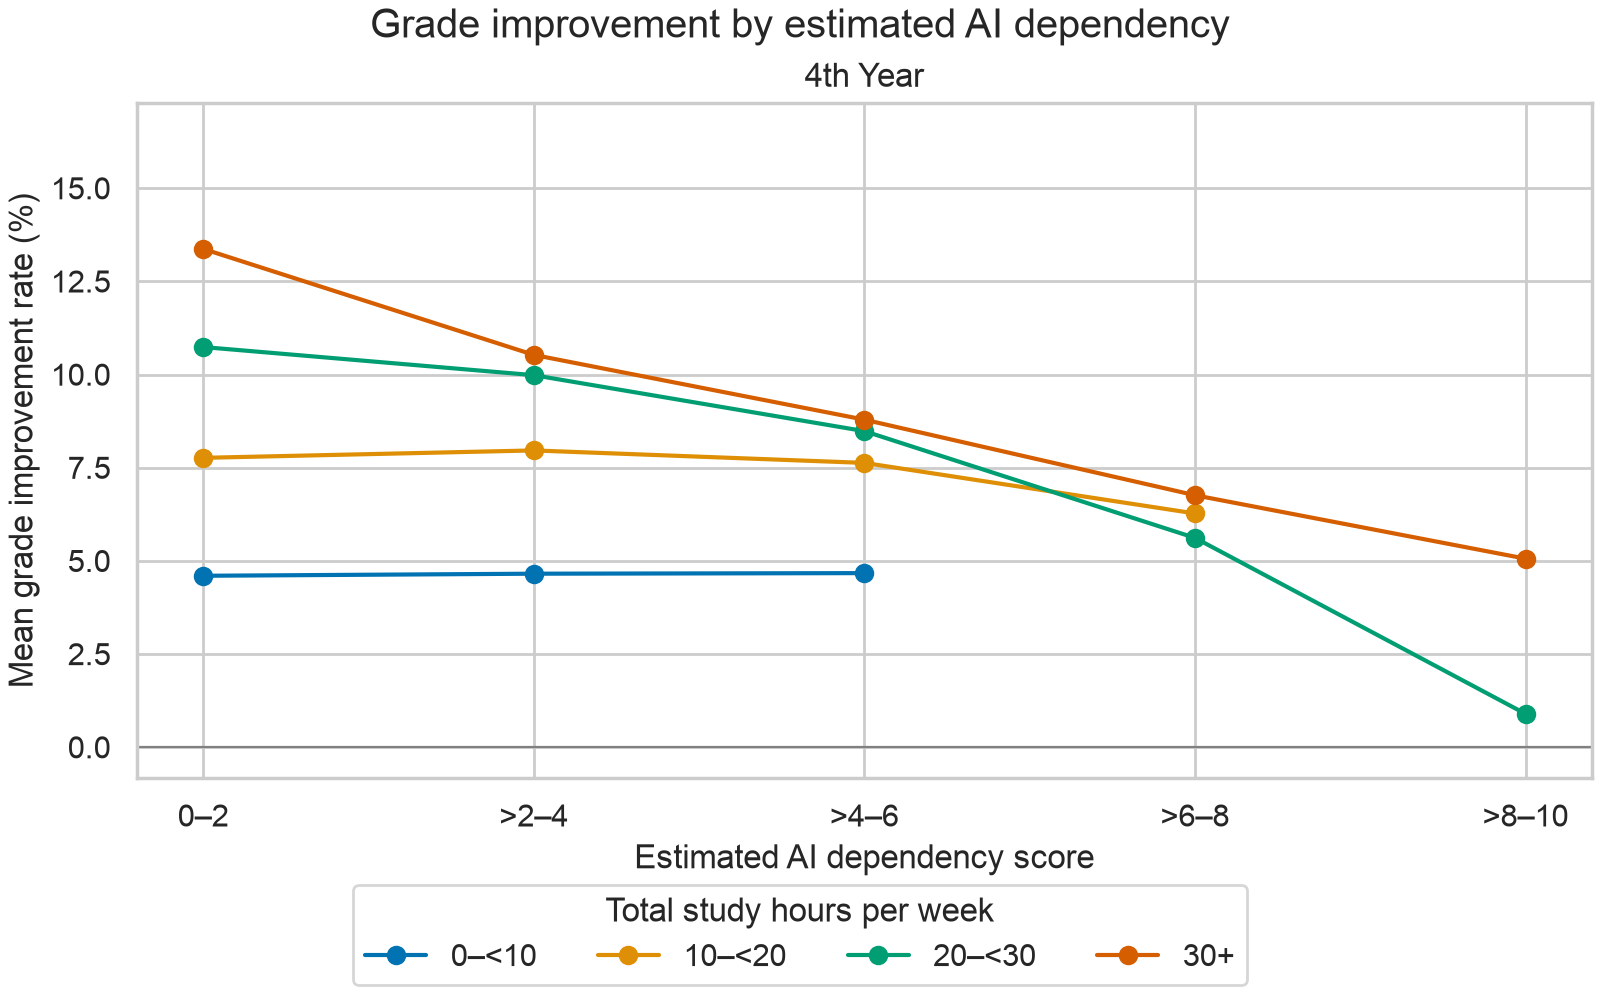 Grade improvement by estimated AI dependency
4th Year
Mean grade improvement rate (%)
15.0
12.5
10.0
7.5
5.0
2.5
0.0
0–2 >2–4 >4–6 >6–8 >8–10
Estimated AI dependency score
Total study hours per week
0–<10 10–<20 20–<30 30+